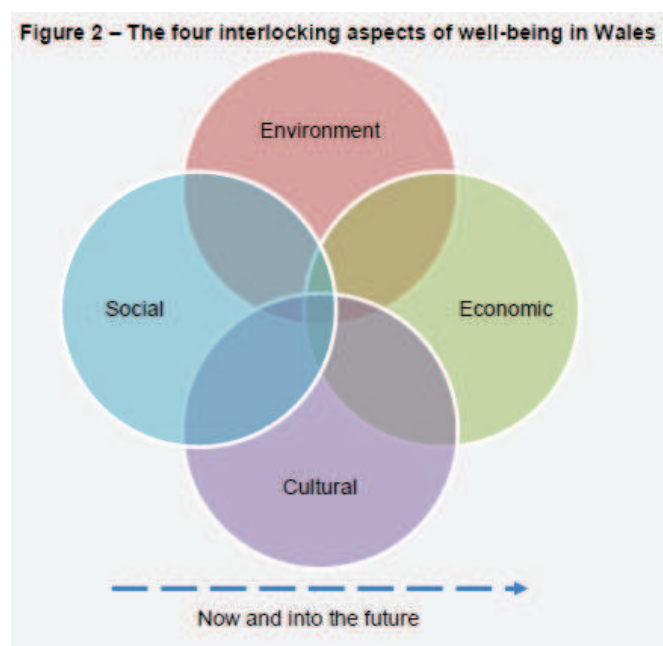 Figure 2 – The four interlocking aspects of well-being in Wales
Environment
Social
Economic
Cultural
Now and into the future